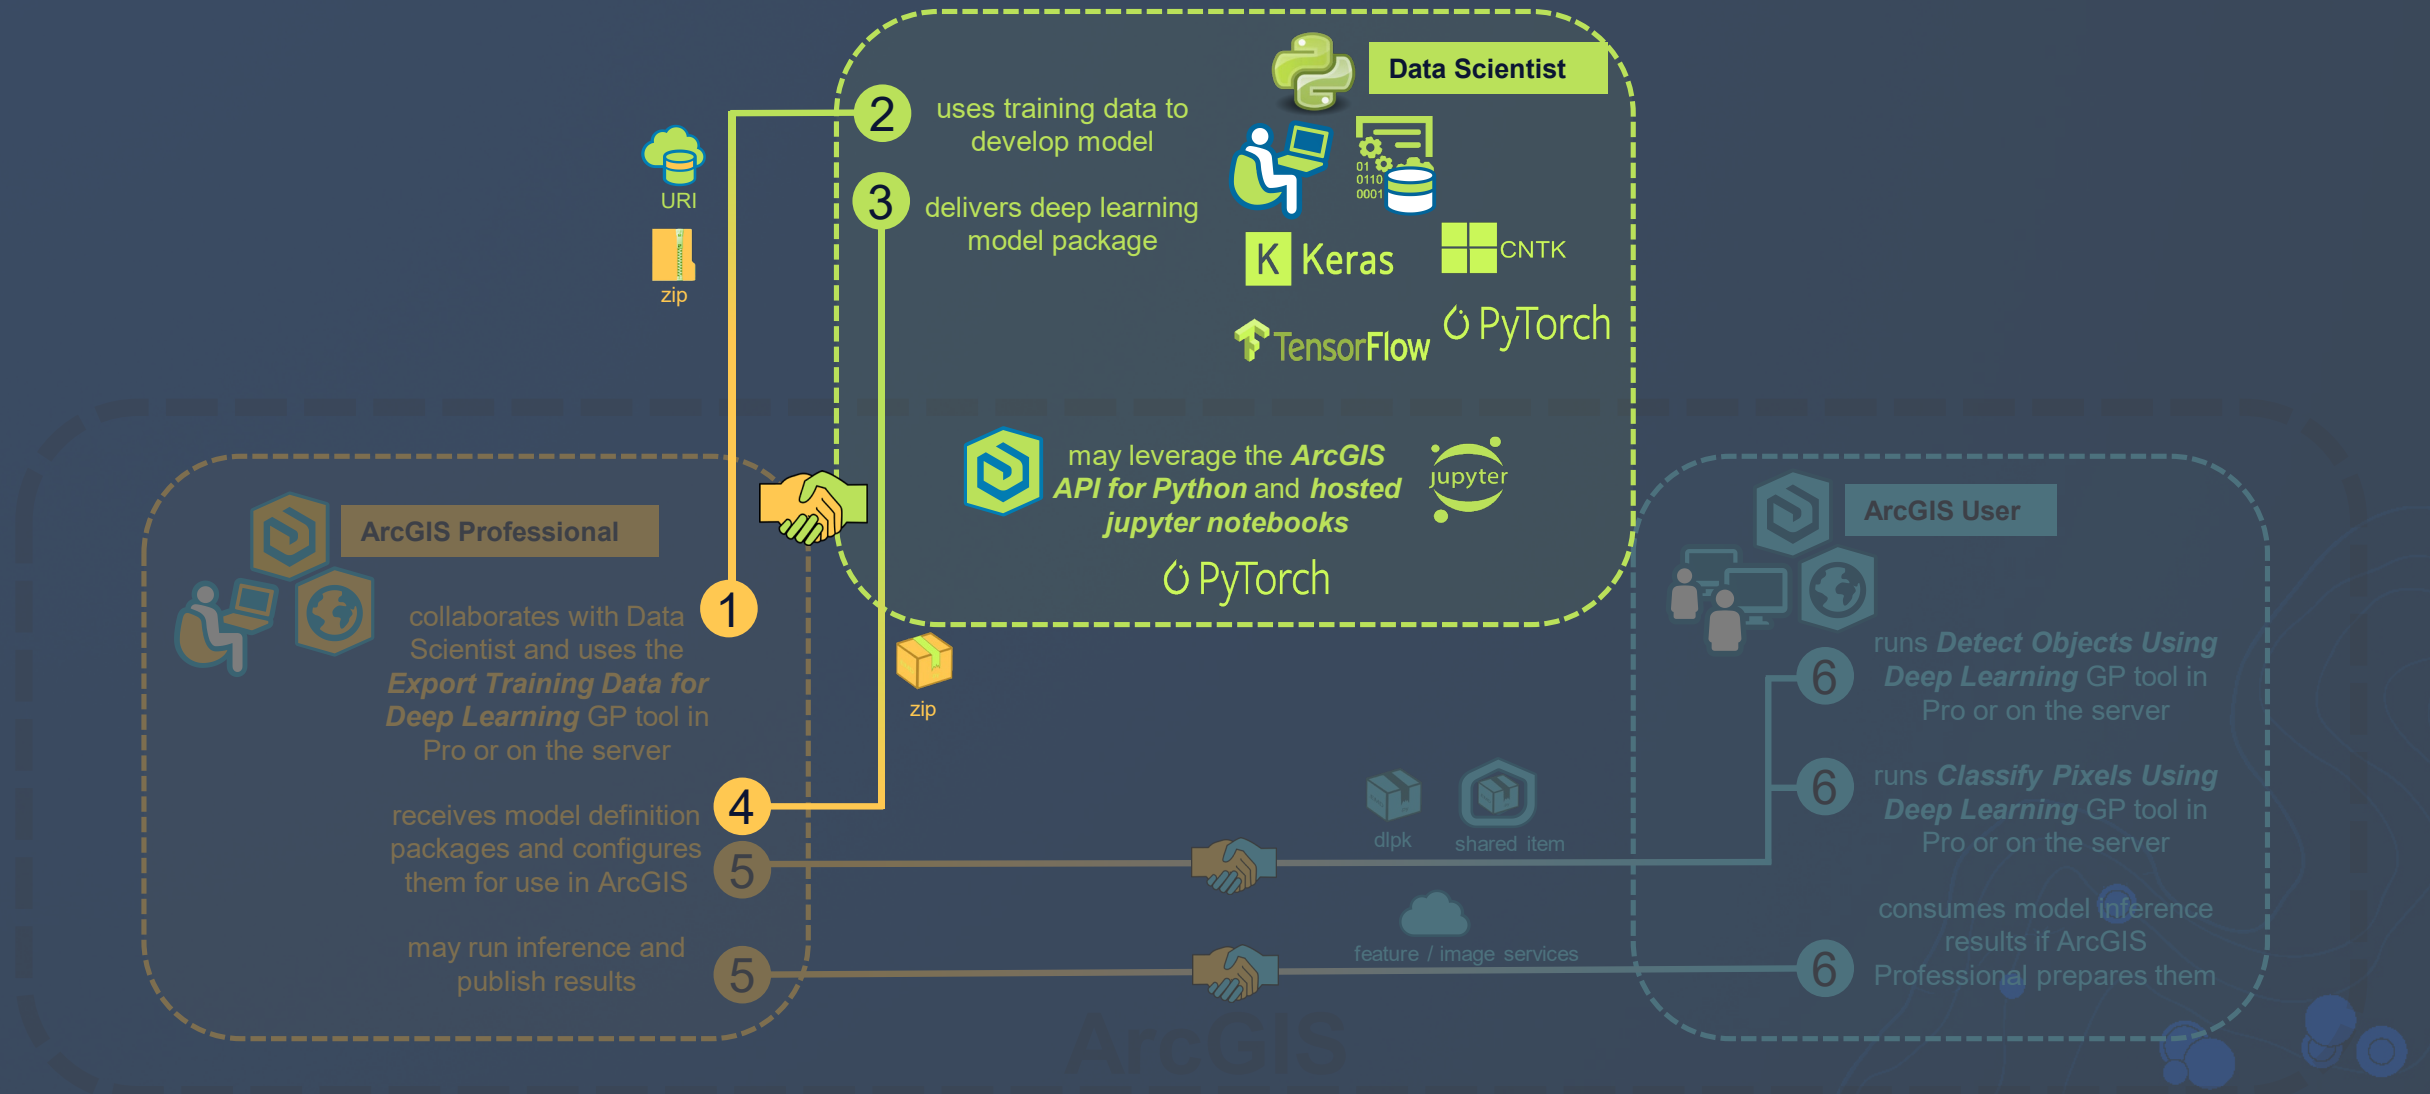 Data Scientist
2
uses training data to
develop model
01
0110
0001
URI
3
delivers deep learning
model package
K Keras
CNTK
zip
TensorFlow
PyTorch
may leverage the ArcGIS
API for Python and hosted
jupyter notebooks
jupyter
PyTorch
ArcGIS Professional
1
collaborates with Data
Scientist and uses the
Export Training Data for
Deep Learning GP tool in
Pro or on the server
zip
4
receives model definition
packages and configures
them for use in ArcGIS
5
may run inference and
publish results
5
dlpk
shared item
feature / image services
ArcGIS User
6
runs Detect Objects Using
Deep Learning GP tool in
Pro or on the server
6
runs Classify Pixels Using
Deep Learning GP tool in
Pro or on the server
6
consumes model inference
results if ArcGIS
Professional prepares them
ArcGIS